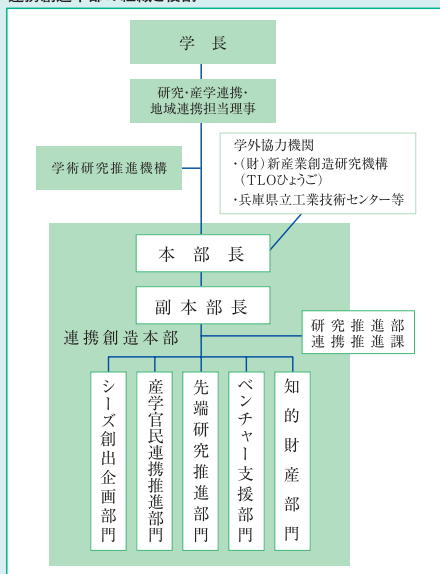 学長
研究・産学連携・
地域連携担当理事
学術研究推進機構
学外協力機関
・(財)新産業創造研究機構
(TLOひょうご)
・兵庫県立工業技術センター等
本部長
副本部長
連携創造本部
研究推進部
連携推進課
シーズ創出企画部門
産学官民連携推進部門
先端研究推進部門
ベンチャー支援部門
知的財産部門